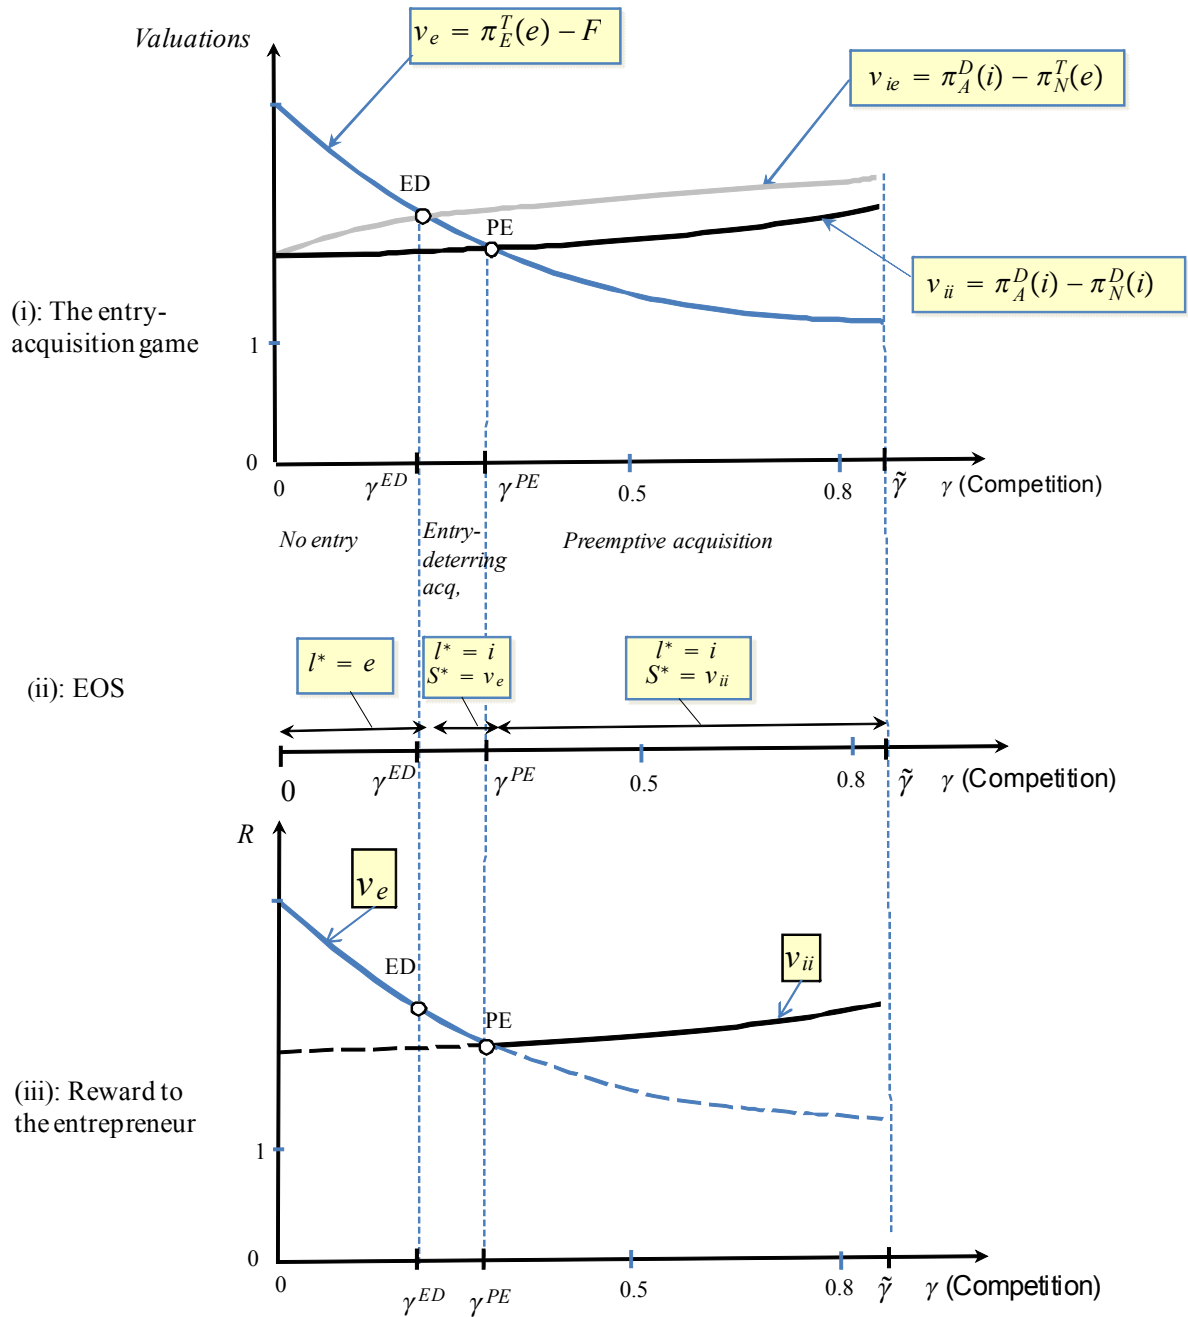 Valuations
v_e = π_E^T(e) − F
v_ie = π_A^D(i) − π_N^T(e)
ED
PE
v_ii = π_A^D(i) − π_N^D(i)
(i): The entry-
acquisition game
1
0
0
γ^ED
γ^PE
0.5
0.8
γ̃
γ (Competition)
No entry
Entry-
deterring
acq,
Preemptive acquisition
(ii): EOS
l* = e
l* = i
S* = v_e
l* = i
S* = v_ii
0
γ^ED
γ^PE
0.5
0.8
γ̃
γ (Competition)
R
v_e
ED
PE
v_ii
(iii): Reward to
the entrepreneur
1
0
0
γ^ED
γ^PE
0.5
0.8
γ̃
γ (Competition)